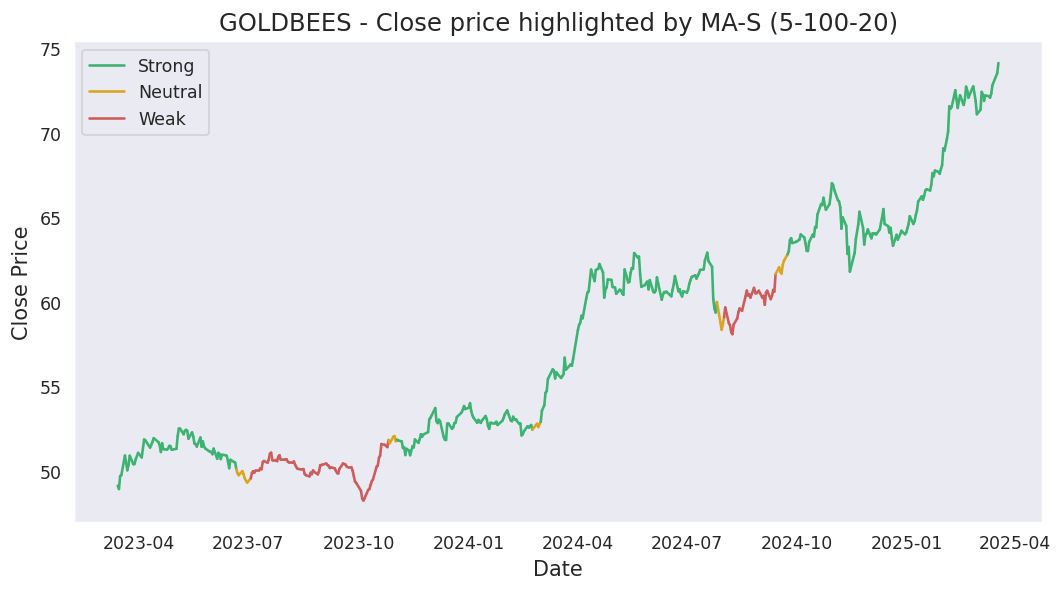 GOLDBEES - Close price highlighted by MA-S (5-100-20)
Strong
Neutral
Weak
Close Price
75
70
65
60
55
50
2023-04 2023-07 2023-10 2024-01 2024-04 2024-07 2024-10 2025-01 2025-04
Date